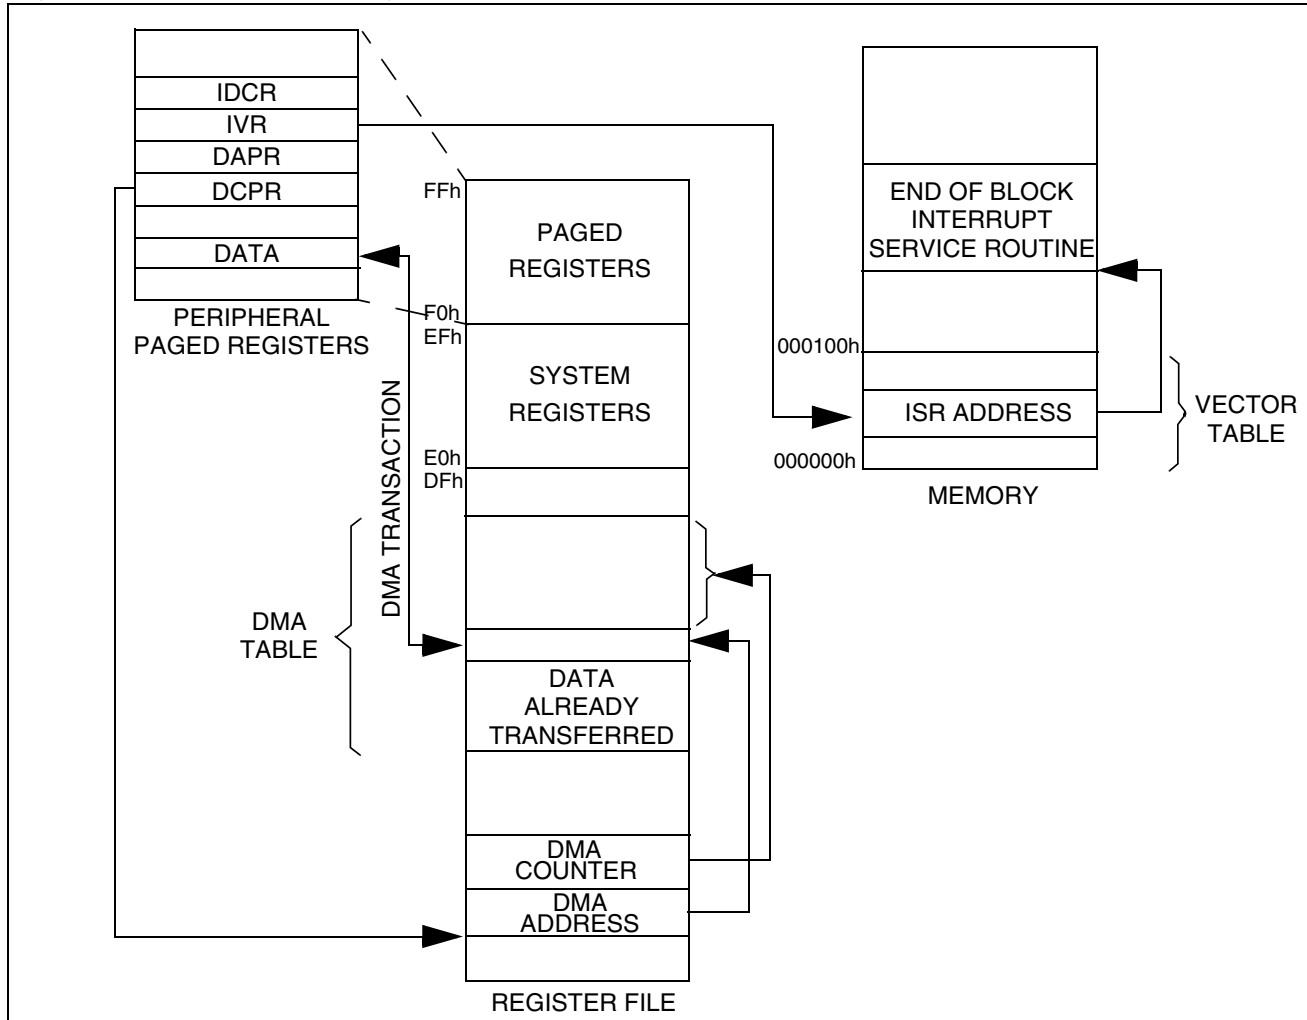 IDCR
IVR
DAPR
DCPR
DATA
PERIPHERAL
PAGED REGISTERS
FFh
PAGED
REGISTERS
F0h
EFh
SYSTEM
REGISTERS
E0h
DFh
DMA TRANSACTION
DMA
TABLE
DATA
ALREADY
TRANSFERRED
DMA
COUNTER
DMA
ADDRESS
REGISTER FILE
END OF BLOCK
INTERRUPT
SERVICE ROUTINE
000100h
ISR ADDRESS
000000h
VECTOR
TABLE
MEMORY